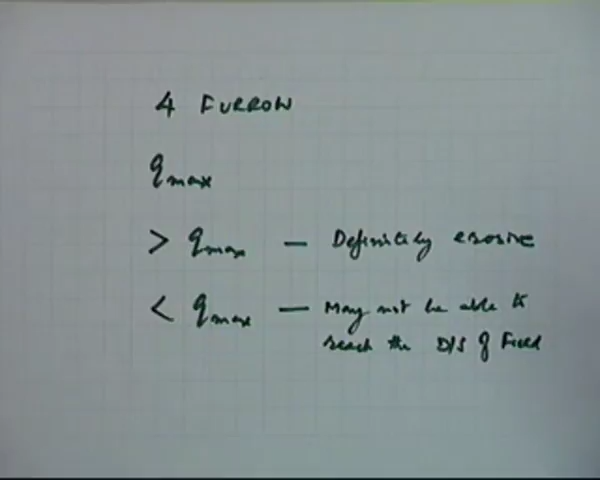 4 FURROW
qmax
> qmax — Definitely erosive
< qmax — May not be able to
reach the D/S of Field